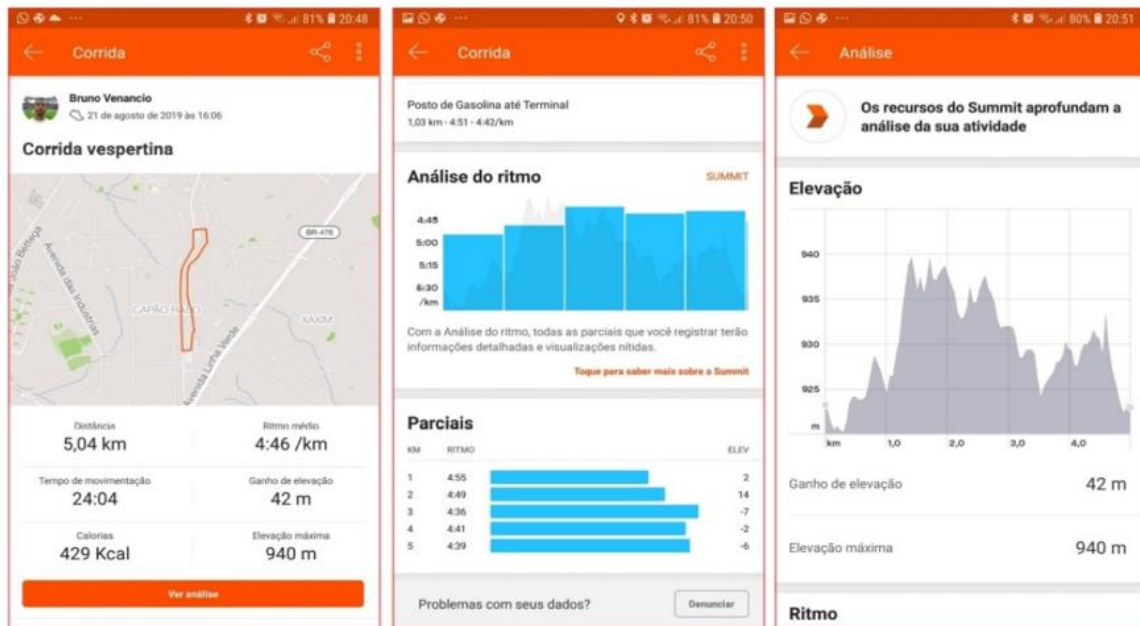 81% 20:48
Corrida
Bruno Venancio
21 de agosto de 2019 às 16:06
Corrida vespertina
BR-476
João Bettega
Avenida das Industrias
CAPÃO RASO
XAXIM
Avenida Linha Verde
Distância
5,04 km
Ritmo médio
4:46 /km
Tempo de movimentação
24:04
Ganho de elevação
42 m
Calorias
429 Kcal
Elevação máxima
940 m
Ver análise
81% 20:50
Corrida
Posto de Gasolina até Terminal
1,03 km - 4:51 - 4:42/km
Análise do ritmo
SUMMIT
4:45
5:00
5:15
/km
Com a Análise do ritmo, todas as parciais que você registrar terão
informações detalhadas e visualizações nítidas.
Toque para saber mais sobre o Summit
Parciais
KM RITMO ELEV
1 4:55 2
2 4:49 14
3 4:36 -7
4 4:41 -2
5 4:39 -6
Problemas com seus dados?
Denunciar
80% 20:51
Análise
Os recursos do Summit aprofundam a
análise da sua atividade
Elevação
940
935
930
925
m
km 1,0 2,0 3,0 4,0
Ganho de elevação 42 m
Elevação máxima 940 m
Ritmo